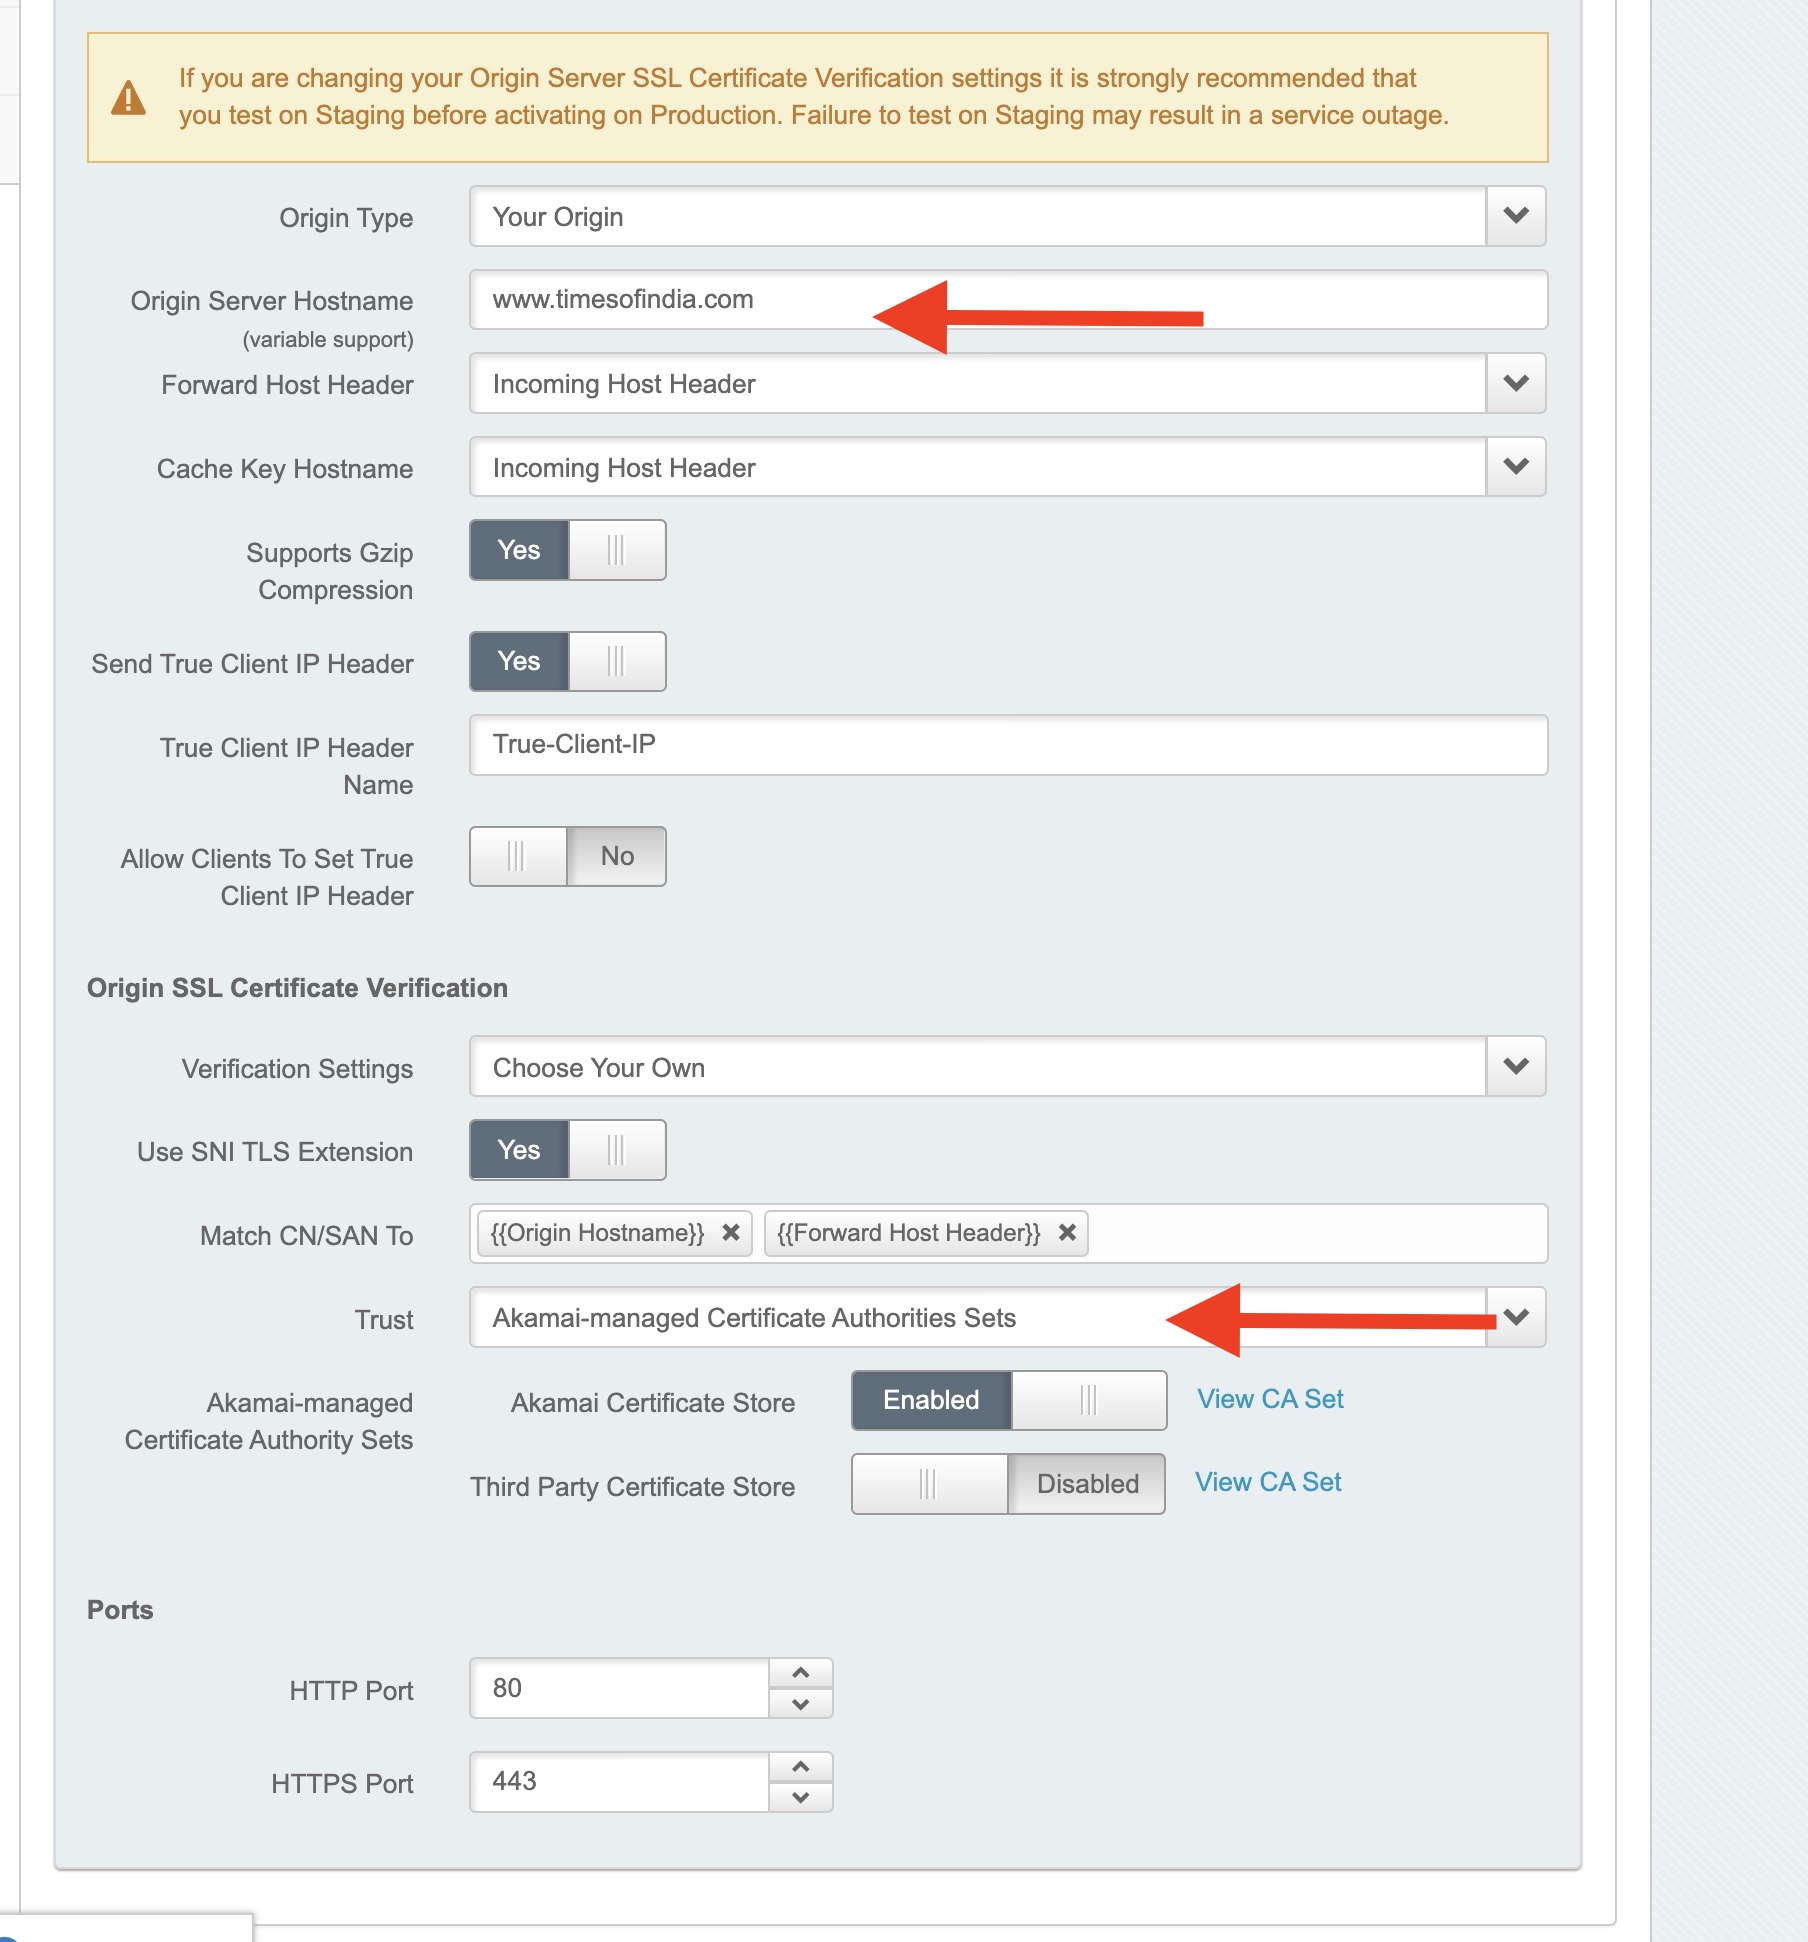 If you are changing your Origin Server SSL Certificate Verification settings it is strongly recommended that
you test on Staging before activating on Production. Failure to test on Staging may result in a service outage.
Origin Type
Your Origin
Origin Server Hostname
(variable support)
www.timesofindia.com
Forward Host Header
Incoming Host Header
Cache Key Hostname
Incoming Host Header
Supports Gzip
Compression
Yes
Send True Client IP Header
Yes
True Client IP Header
Name
True-Client-IP
Allow Clients To Set True
Client IP Header
No
Origin SSL Certificate Verification
Verification Settings
Choose Your Own
Use SNI TLS Extension
Yes
Match CN/SAN To
{{Origin Hostname}} {{Forward Host Header}}
Trust
Akamai-managed Certificate Authorities Sets
Akamai-managed
Certificate Authority Sets
Akamai Certificate Store
Enabled
View CA Set
Third Party Certificate Store
Disabled
View CA Set
Ports
HTTP Port
80
HTTPS Port
443